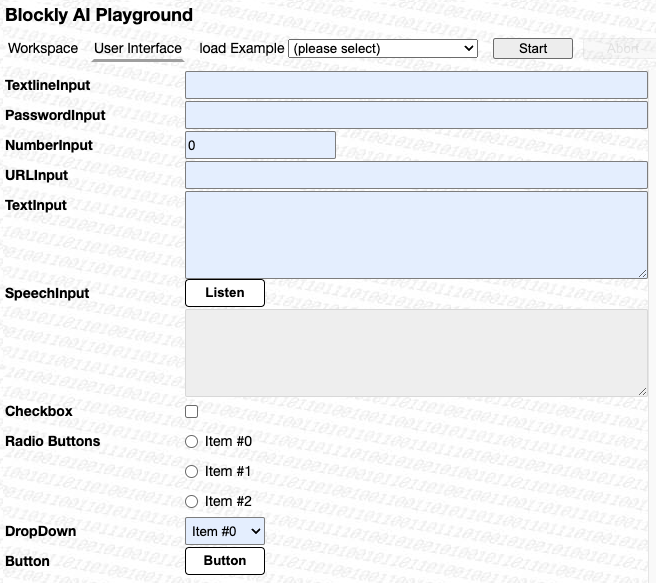 Blockly AI Playground
Workspace User Interface load Example (please select) Start Abort
TextlineInput
PasswordInput
NumberInput 0
URLInput
TextInput
SpeechInput Listen
Checkbox
Radio Buttons Item #0
Item #1
Item #2
DropDown Item #0
Button Button